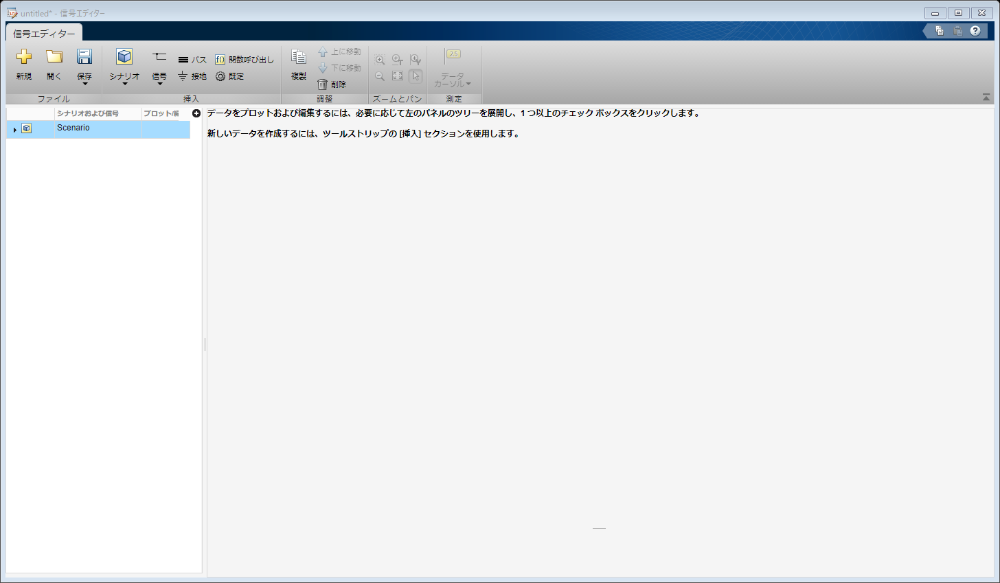 untitled* - 信号エディター
信号エディター
新規
開く
保存
シナリオ
信号
バス
接地
関数呼び出し
既定
複製
上に移動
下に移動
削除
2.5
データ
カーソル
ファイル
挿入
調整
ズームとパン
測定
シナリオおよび信号
プロット/編
Scenario
データをプロットおよび編集するには、必要に応じて左のパネルのツリーを展開し、1 つ以上のチェック ボックスをクリックします。
新しいデータを作成するには、ツールストリップの [挿入] セクションを使用します。